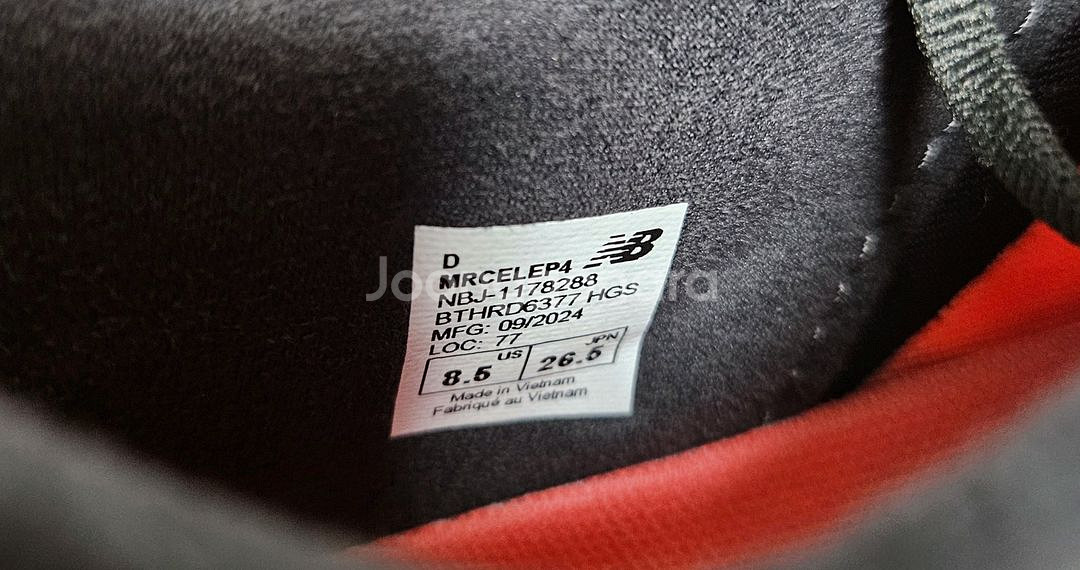 D
MRCELEP4
NBJ-1178288
BTHRD6377 HGS
MFG: 09/2024
LOC: 77
US JPN
8.5 26.5
Made in Vietnam
Fabriqué au Vietnam